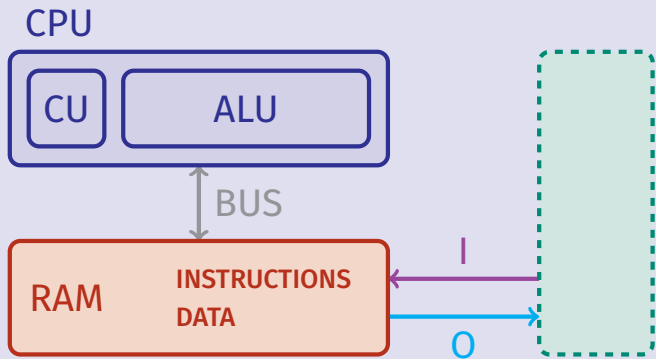 CPU
CU ALU
BUS
RAM INSTRUCTIONS
DATA
I
O